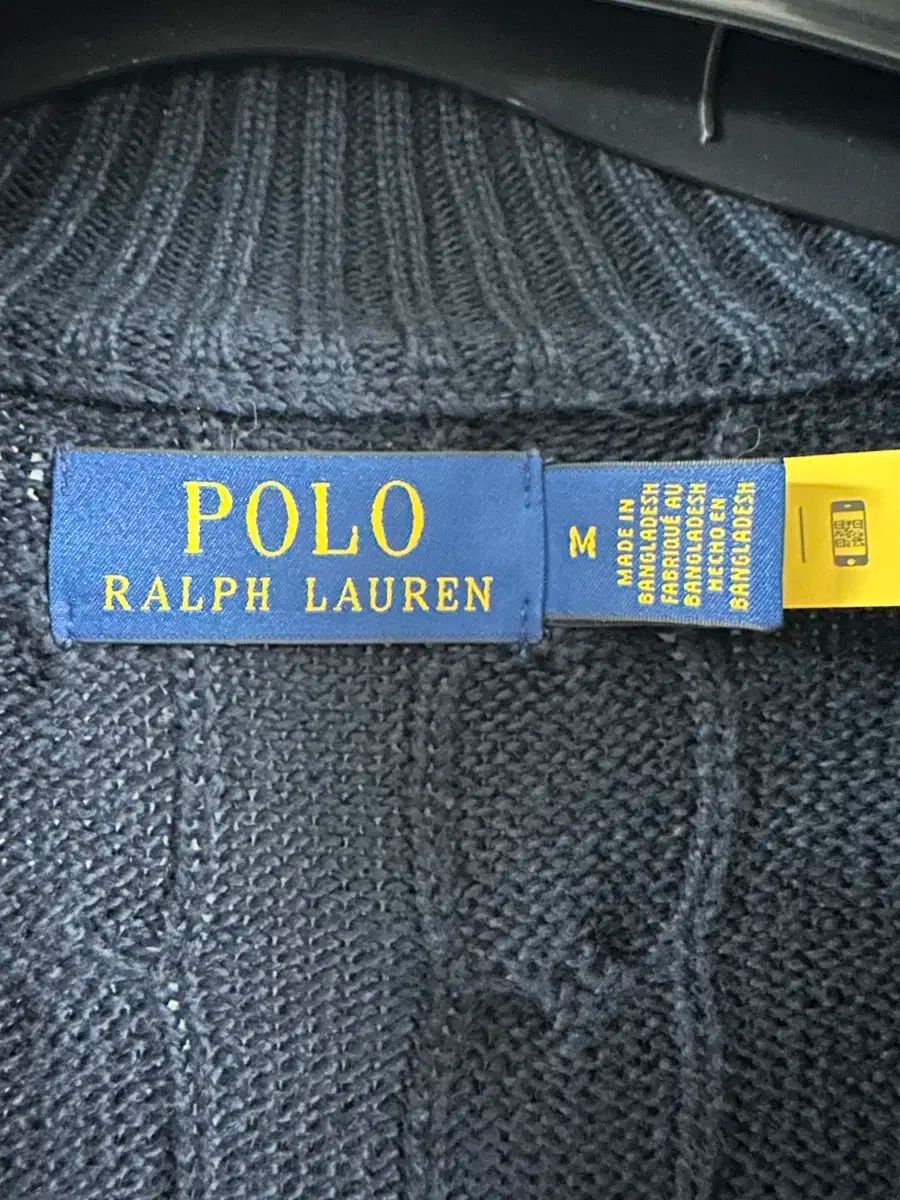 POLO
RALPH LAUREN
M
MADE IN
BANGLADESH
FABRIQUÉ AU
BANGLADESH
HECHO EN
BANGLADESH